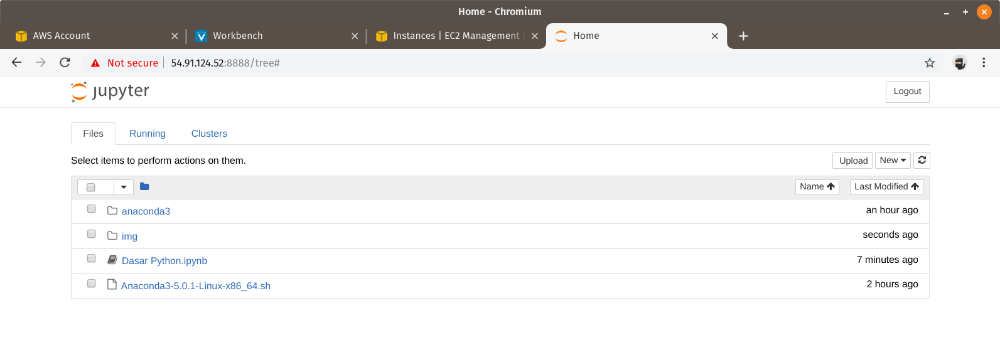 Home - Chromium
AWS Account
Workbench
Instances | EC2 Management
Home
Not secure
54.91.124.52:8888/tree#
jupyter
Logout
Files Running Clusters
Select items to perform actions on them.
Upload New
Name Last Modified
anaconda3 an hour ago
img seconds ago
Dasar Python.ipynb 7 minutes ago
Anaconda3-5.0.1-Linux-x86_64.sh 2 hours ago